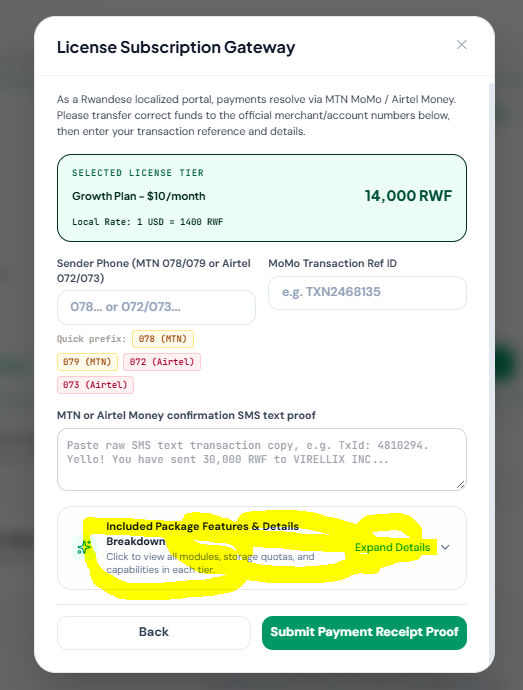 License Subscription Gateway
As a Rwandese localized portal, payments resolve via MTN MoMo / Airtel Money.
Please transfer correct funds to the official merchant/account numbers below,
then enter your transaction reference and details.
SELECTED LICENSE TIER
Growth Plan - $10/month
14,000 RWF
Local Rate: 1 USD = 1400 RWF
Sender Phone (MTN 078/079 or Airtel
072/073)
078... or 072/073...
Quick prefix: 078 (MTN)
079 (MTN) 072 (Airtel)
073 (Airtel)
MoMo Transaction Ref ID
e.g. TXN2468135
MTN or Airtel Money confirmation SMS text proof
Paste raw SMS text transaction copy, e.g. TxId: 4810294.
Yello! You have sent 30,000 RWF to VIRELLIX INC...
Included Package Features & Details
Breakdown
Click to view all modules, storage quotas, and
capabilities in each tier.
Expand Details
Back
Submit Payment Receipt Proof